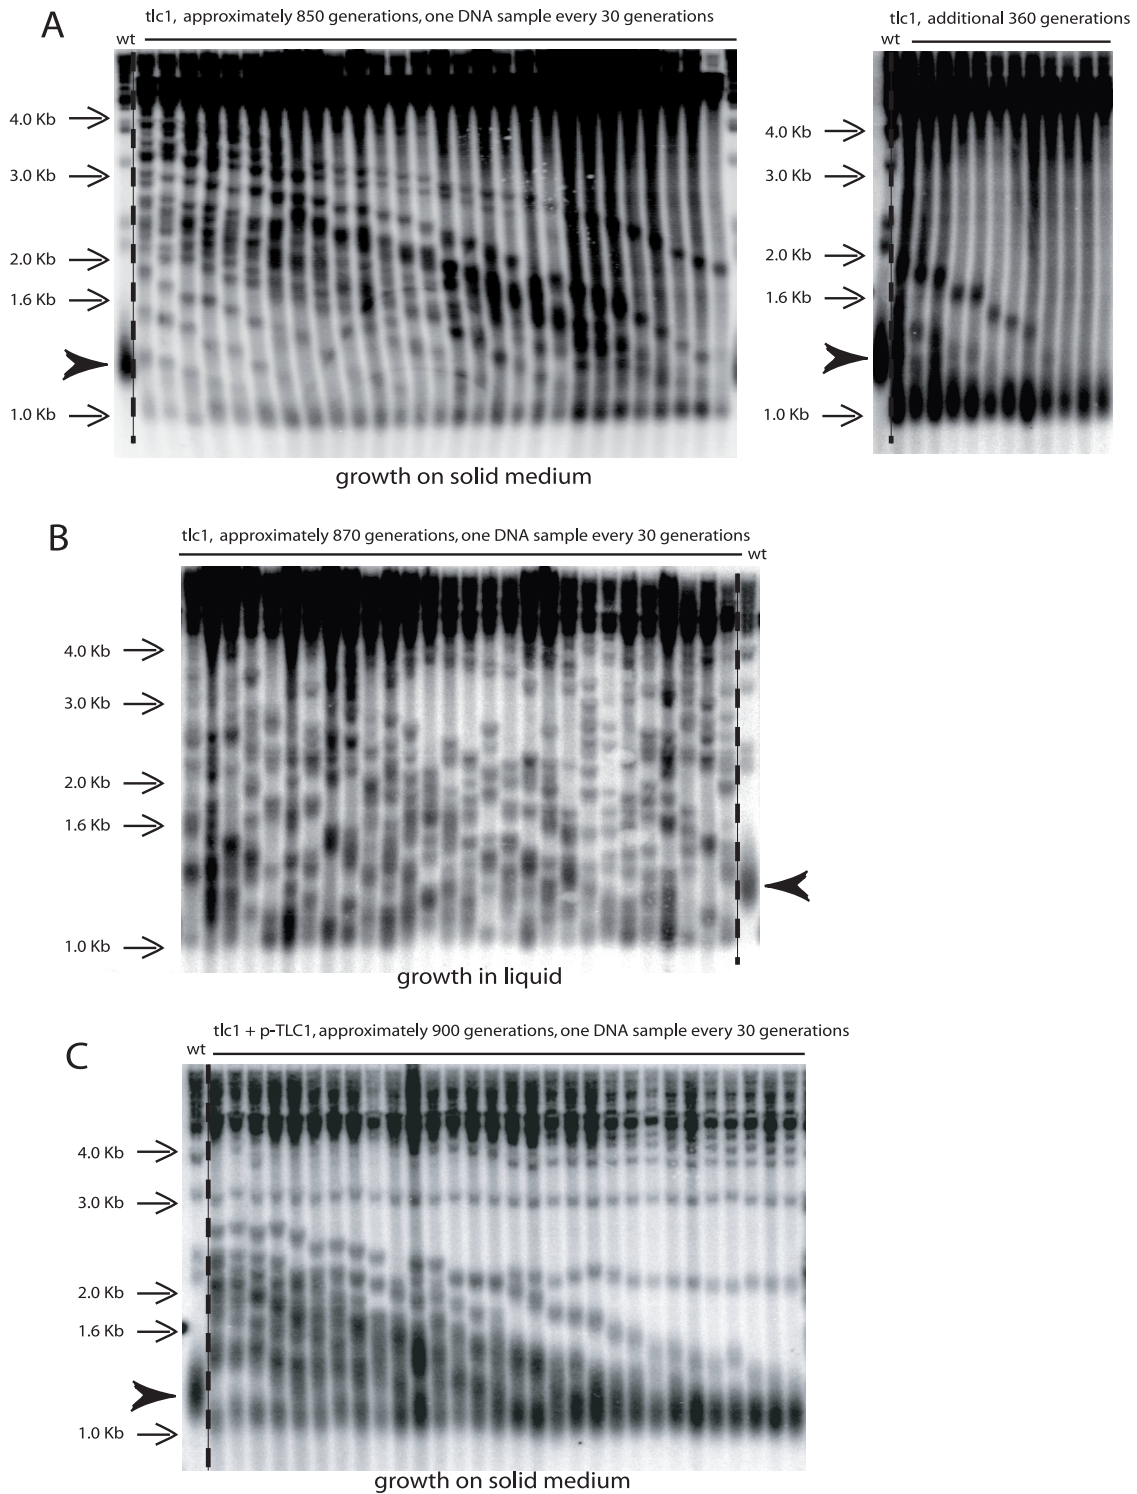 A
tlc1, approximately 850 generations, one DNA sample every 30 generations
wt
4.0 Kb
3.0 Kb
2.0 Kb
1.6 Kb
1.0 Kb
growth on solid medium
tlc1, additional 360 generations
wt
4.0 Kb
3.0 Kb
2.0 Kb
1.6 Kb
1.0 Kb
B
tlc1, approximately 870 generations, one DNA sample every 30 generations
wt
4.0 Kb
3.0 Kb
2.0 Kb
1.6 Kb
1.0 Kb
growth in liquid
C
tlc1 + p-TLC1, approximately 900 generations, one DNA sample every 30 generations
wt
4.0 Kb
3.0 Kb
2.0 Kb
1.6 Kb
1.0 Kb
growth on solid medium